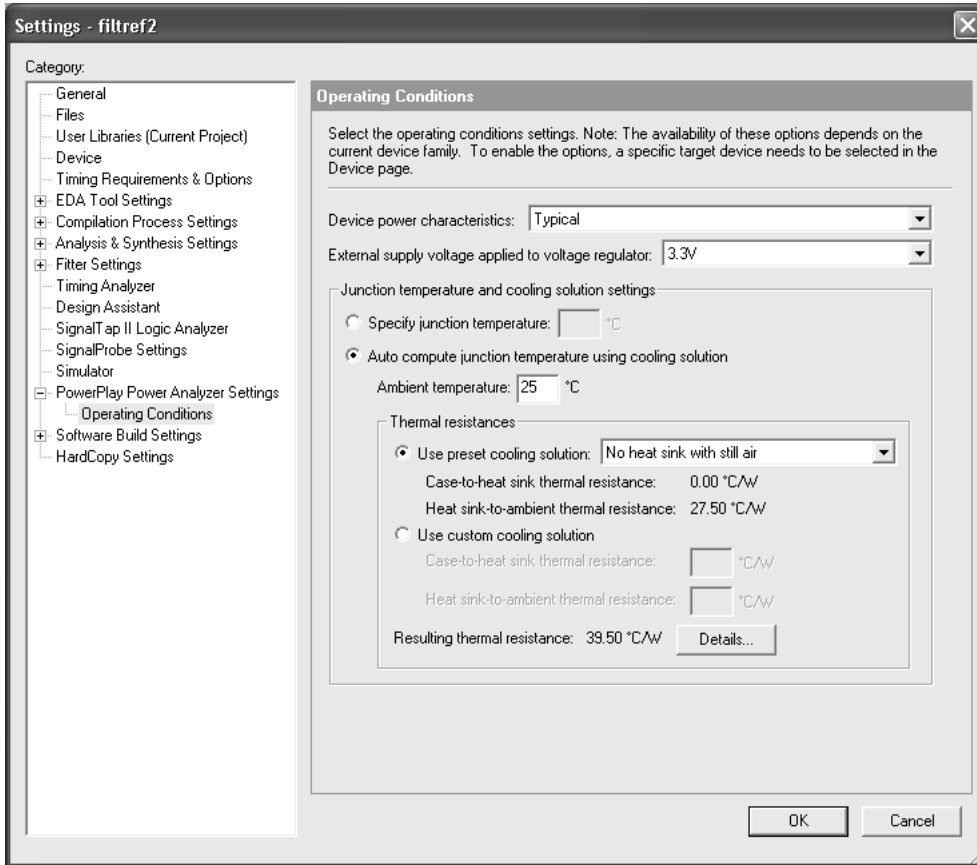 Settings - filtref2
Category:
General
Files
User Libraries (Current Project)
Device
Timing Requirements & Options
EDA Tool Settings
Compilation Process Settings
Analysis & Synthesis Settings
Fitter Settings
Timing Analyzer
Design Assistant
SignalTap II Logic Analyzer
SignalProbe Settings
Simulator
PowerPlay Power Analyzer Settings
Operating Conditions
Software Build Settings
HardCopy Settings
Operating Conditions
Select the operating conditions settings. Note: The availability of these options depends on the
current device family. To enable the options, a specific target device needs to be selected in the
Device page.
Device power characteristics: Typical
External supply voltage applied to voltage regulator: 3.3V
Junction temperature and cooling solution settings
Specify junction temperature: °C
Auto compute junction temperature using cooling solution
Ambient temperature: 25 °C
Thermal resistances
Use preset cooling solution: No heat sink with still air
Case-to-heat sink thermal resistance: 0.00 °C/W
Heat sink-to-ambient thermal resistance: 27.50 °C/W
Use custom cooling solution
Case-to-heat sink thermal resistance: °C/W
Heat sink-to-ambient thermal resistance: °C/W
Resulting thermal resistance: 39.50 °C/W Details...
OK Cancel